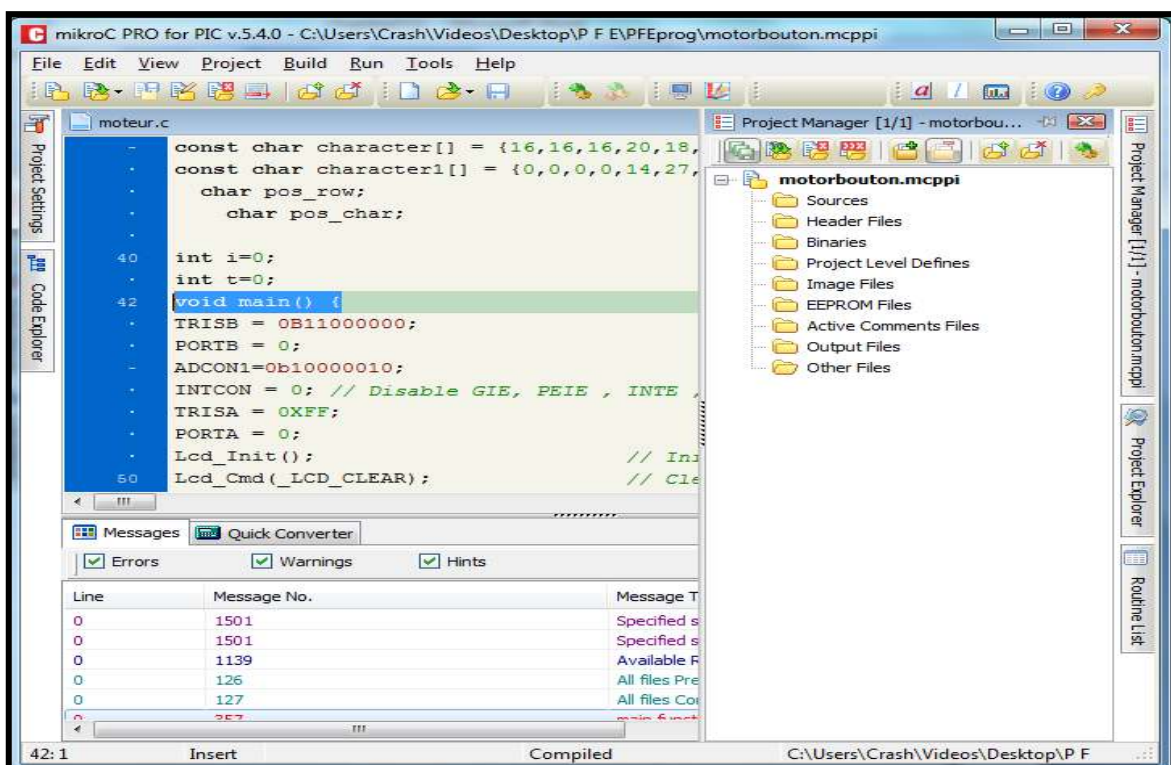 mikroC PRO for PIC v.5.4.0 - C:\Users\Crash\Videos\Desktop\P F E\PFEprog\motorbouton.mcppi
File Edit View Project Build Run Tools Help
Project Settings
Code Explorer
moteur.c
const char character[] = {16,16,16,20,18,
const char character1[] = {0,0,0,0,14,27,
char pos_row;
char pos_char;
40 int i=0;
int t=0;
42 void main() {
TRISB = 0B11000000;
PORTB = 0;
ADCON1=0b10000010;
INTCON = 0; // Disable GIE, PEIE , INTE ,
TRISA = 0XFF;
PORTA = 0;
Lcd_Init(); // Ini
50 Lcd_Cmd(_LCD_CLEAR); // Cle
Project Manager [1/1] - motorbou...
motorbouton.mcppi
Sources
Header Files
Binaries
Project Level Defines
Image Files
EEPROM Files
Active Comments Files
Output Files
Other Files
Project Manager [1/1] - motorbouton.mcppi
Project Explorer
Routine List
Messages Quick Converter
Errors Warnings Hints
Line Message No. Message T
0 1501 Specified s
0 1501 Specified s
0 1139 Available R
0 126 All files Pre
0 127 All files Co
0 357 main funct
42: 1 Insert Compiled C:\Users\Crash\Videos\Desktop\P F